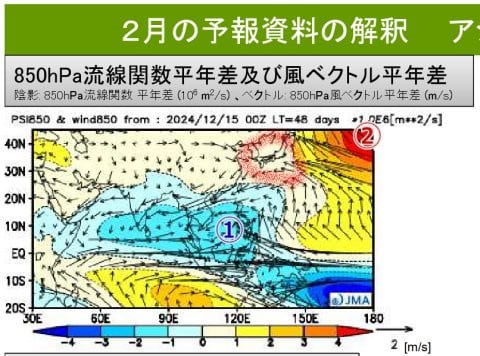 ２月の予報資料の解釈　ア
850hPa流線関数平年差及び風ベクトル平年差
陰影: 850hPa流線関数 平年差 (10⁶ m²/s) 、ベクトル: 850hPa風ベクトル平年差 (m/s)
PSI850 & wind850 from : 2024/12/15 00Z LT=48 days *1.0E6[m**2/s]
②
40N
30N
20N
①
10N
EQ
10S
20S
JMA
30E 60E 90E 120E 150E 180
-4 -3 -2 -1 0 1 2 3 4
2 [m/s]